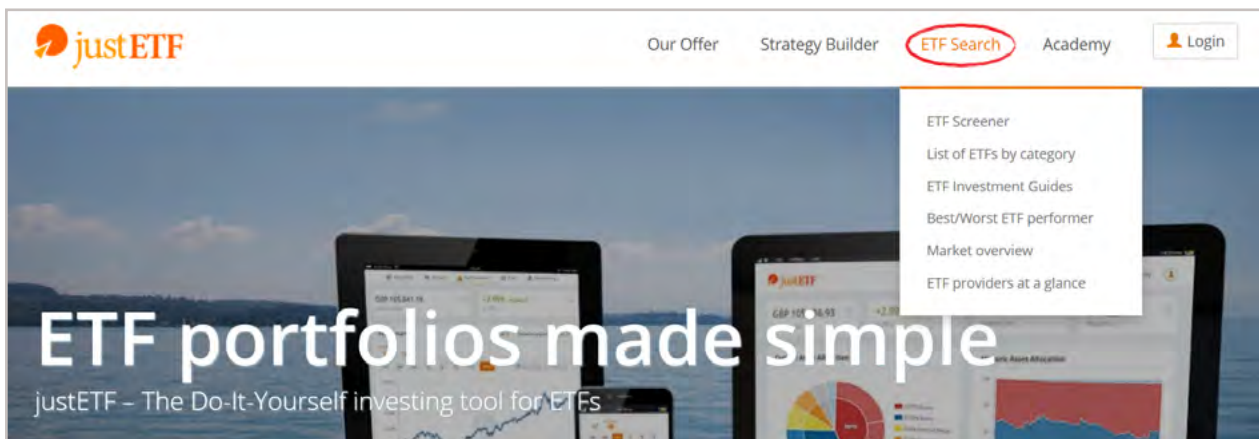 justETF
Our Offer Strategy Builder ETF Search Academy Login
ETF Screener
List of ETFs by category
ETF Investment Guides
Best/Worst ETF performer
Market overview
ETF providers at a glance
justETF
ETF portfolios made simple
justETF – The Do-It-Yourself investing tool for ETFs